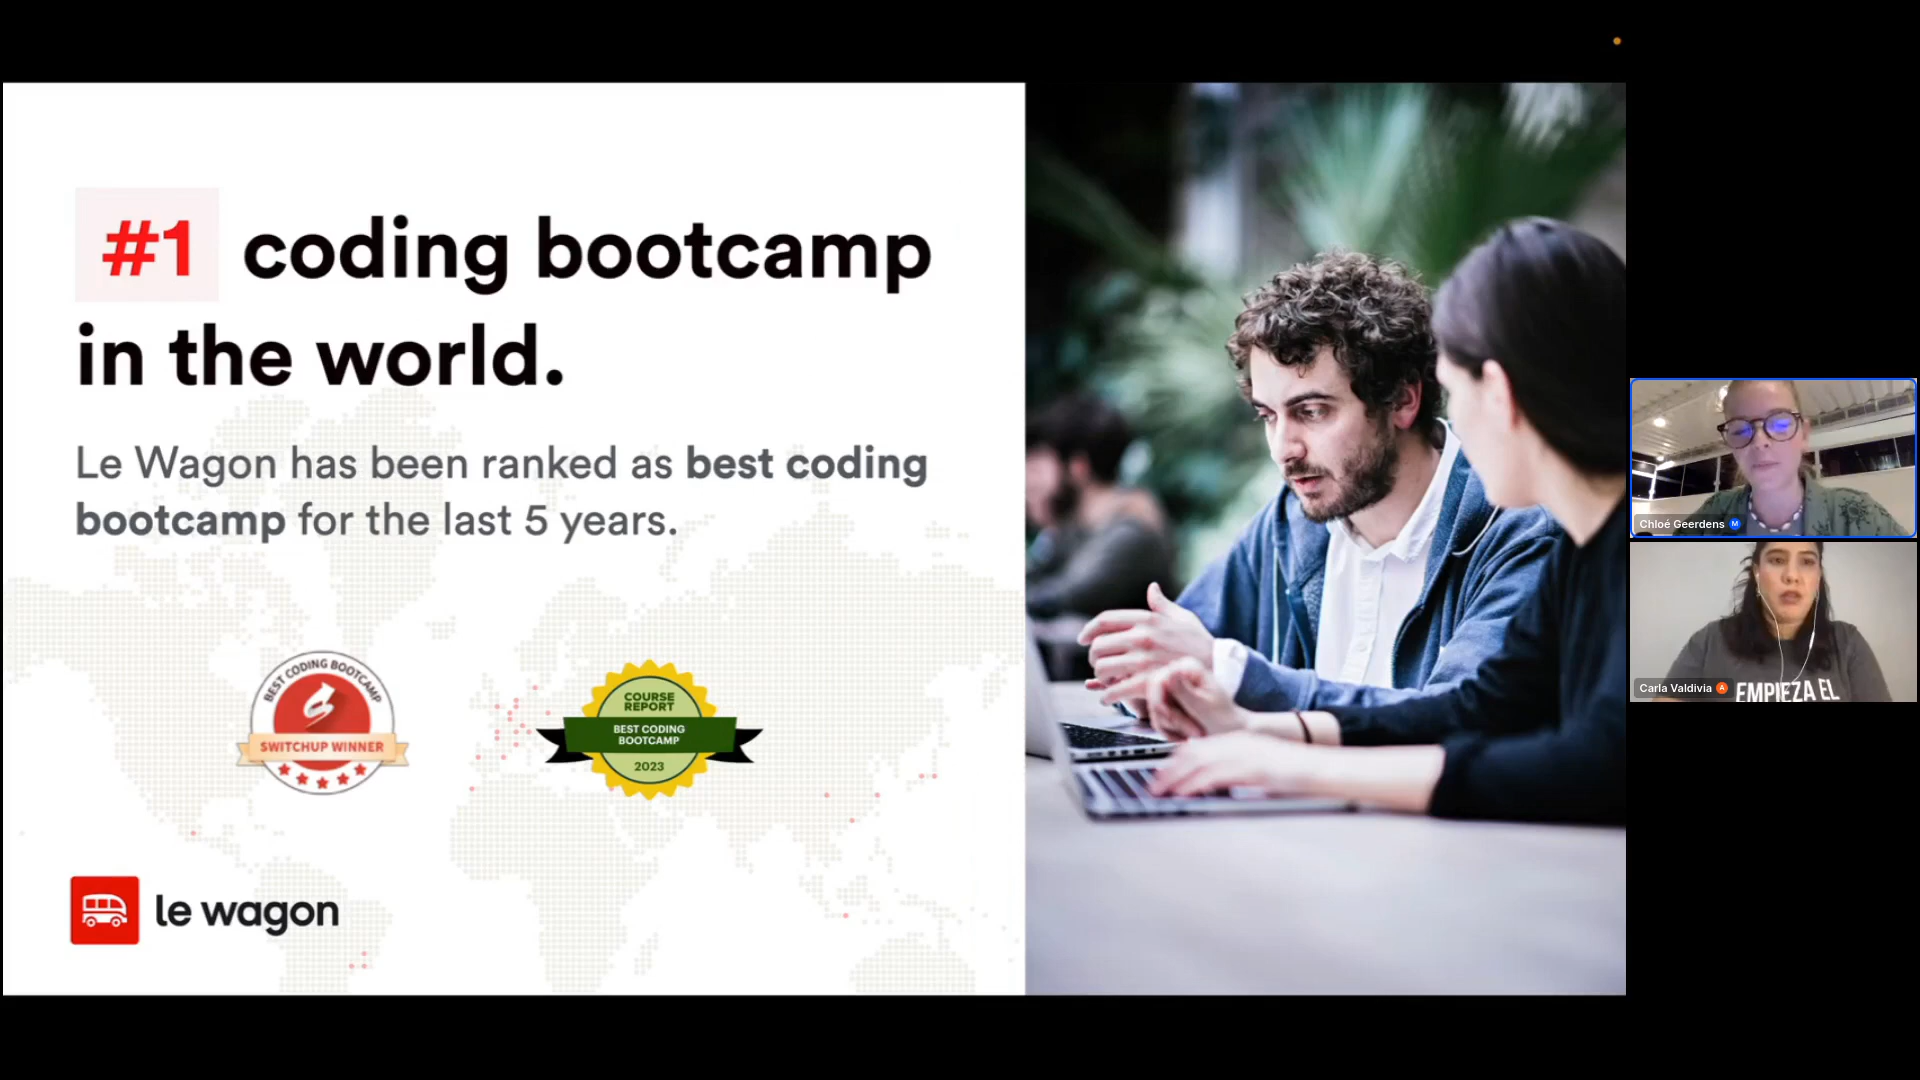 #1 coding bootcamp
in the world.
Le Wagon has been ranked as best coding
bootcamp for the last 5 years.
BEST CODING BOOTCAMP
SWITCHUP WINNER
COURSE
REPORT
BEST CODING
BOOTCAMP
2023
le wagon
Chloé Geerdens M
Carla Valdivia A
EMPIEZA EL